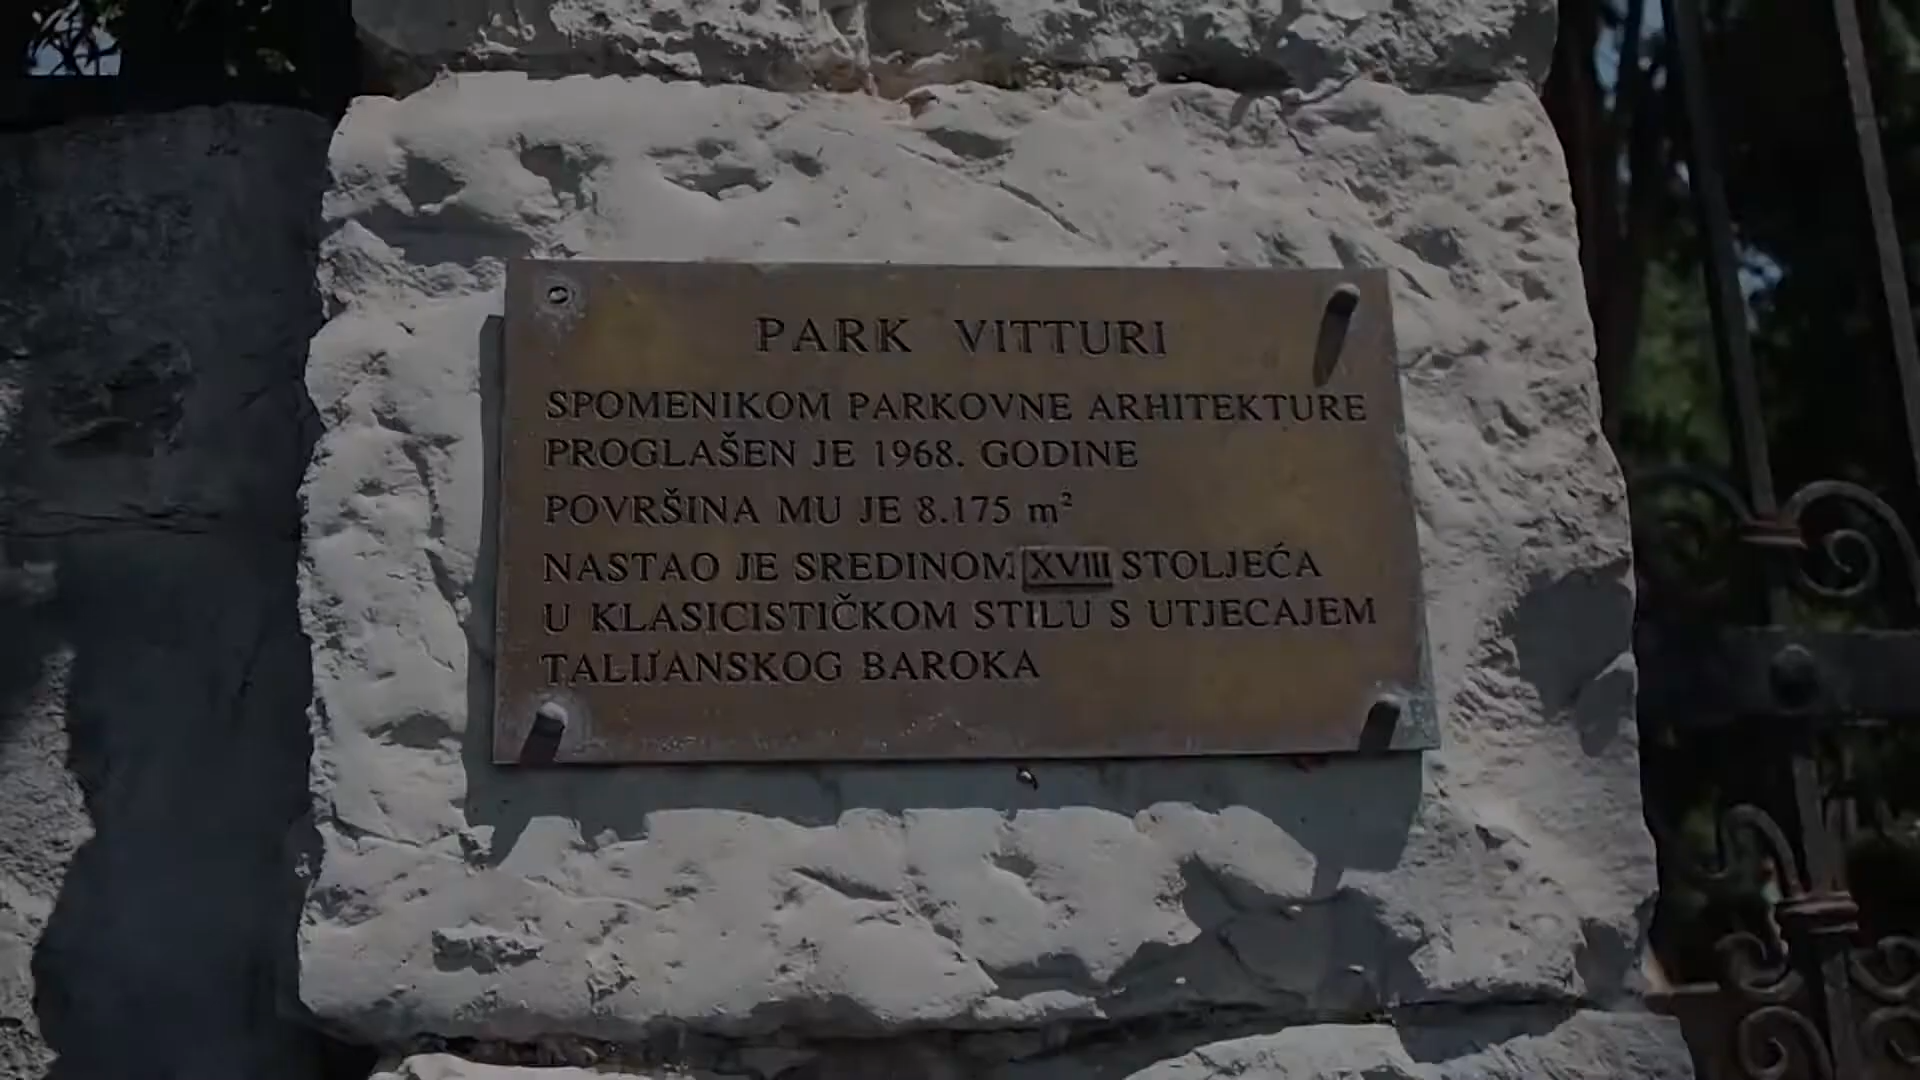 PARK VITTURI
SPOMENIKOM PARKOVNE ARHITEKTURE
PROGLAŠEN JE 1968. GODINE
POVRŠINA MU JE 8.175 m²
NASTAO JE SREDINOM XVIII STOLJEĆA
U KLASICISTIČKOM STILU S UTJECAJEM
TALIJANSKOG BAROKA